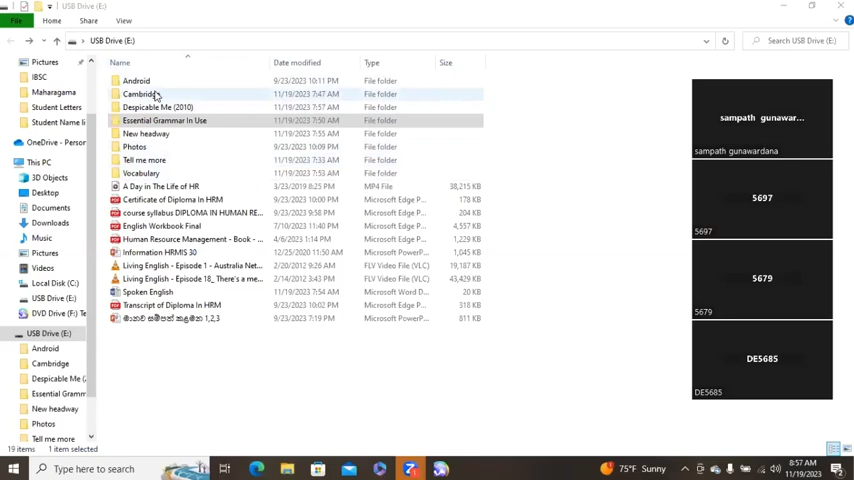 File Home Share View
USB Drive (E:)
Search USB Drive (E:)
Name Date modified Type Size
Pictures
IBSC
Maharagama
Student Letters
Student Name li
OneDrive - Person
This PC
3D Objects
Desktop
Documents
Downloads
Music
Pictures
Videos
Local Disk (C:)
USB Drive (E:)
DVD Drive (F:) Te
USB Drive (E:)
Android
Cambridge
Despicable Me (
Essential Gramm
New headway
Photos
Tell me more
Android 9/23/2023 10:11 PM File folder
Cambridge 11/19/2023 7:47 AM File folder
Despicable Me (2010) 11/19/2023 7:57 AM File folder
Essential Grammar In Use 11/19/2023 7:50 AM File folder
New headway 11/19/2023 7:55 AM File folder
Photos 9/23/2023 10:09 PM File folder
Tell me more 11/19/2023 7:33 AM File folder
Vocabulary 11/19/2023 7:53 AM File folder
A Day in The Life of HR 3/23/2019 8:25 PM MP4 File 38,215 KB
Certificate of Diploma In HRM 9/23/2023 10:00 PM Microsoft Edge P... 178 KB
course syllabus DIPLOMA IN HUMAN RE... 9/23/2023 9:58 PM Microsoft Edge P... 204 KB
English Workbook Final 7/10/2023 11:40 PM Microsoft Edge P... 4,557 KB
Human Resource Management - Book - ... 4/6/2023 1:14 PM Microsoft Edge P... 1,229 KB
Information HRMIS 30 12/25/2020 11:50 AM Microsoft PowerP... 1,045 KB
Living English - Episode 1 - Australia Net... 2/20/2012 9:26 AM FLV Video File (VLC) 19,187 KB
Living English - Episode 18_ There's a me... 2/14/2012 3:43 PM FLV Video File (VLC) 43,429 KB
Spoken English 11/19/2023 7:54 AM Microsoft Word D...
Transcript of Diploma In HRM 9/23/2023 10:02 PM Microsoft Edge P... 318 KB
මානව සම්පත් කළමනා 1,2,3 9/23/2023 7:19 PM Microsoft PowerP... 811 KB
19 items 1 item selected
sampath gunawar...
sampath gunawardana
5697
5697
5679
5679
DE5685
DE5685
Type here to search
75°F Sunny
8:57 AM
11/19/2023
2